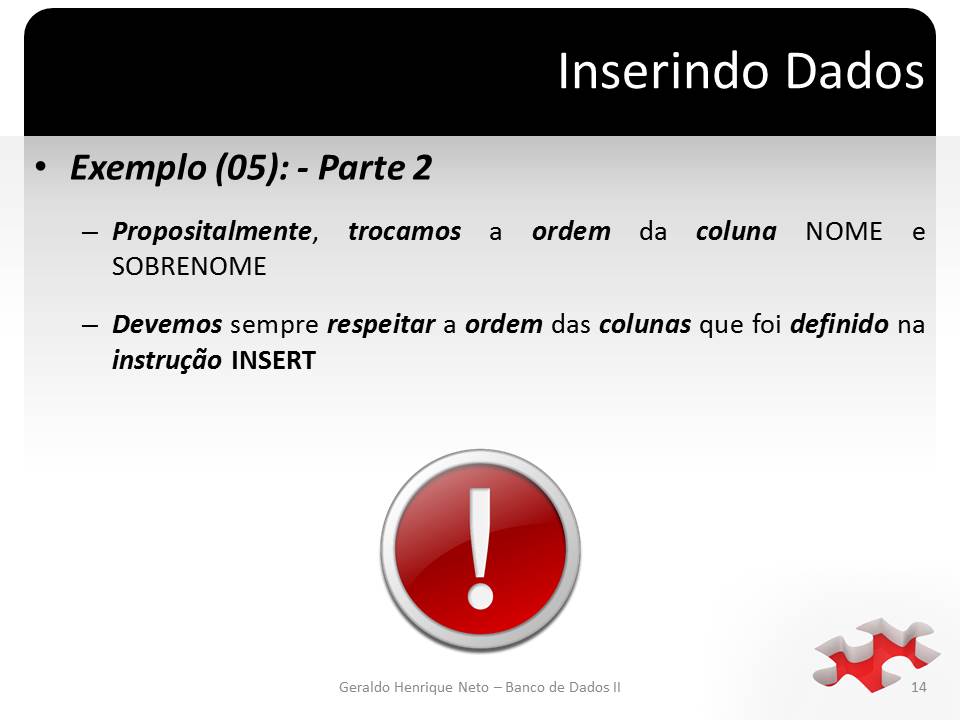 Inserindo Dados
• Exemplo (05): - Parte 2
– Propositalmente, trocamos a ordem da coluna NOME e
SOBRENOME
– Devemos sempre respeitar a ordem das colunas que foi definido na
instrução INSERT
Geraldo Henrique Neto – Banco de Dados II
14